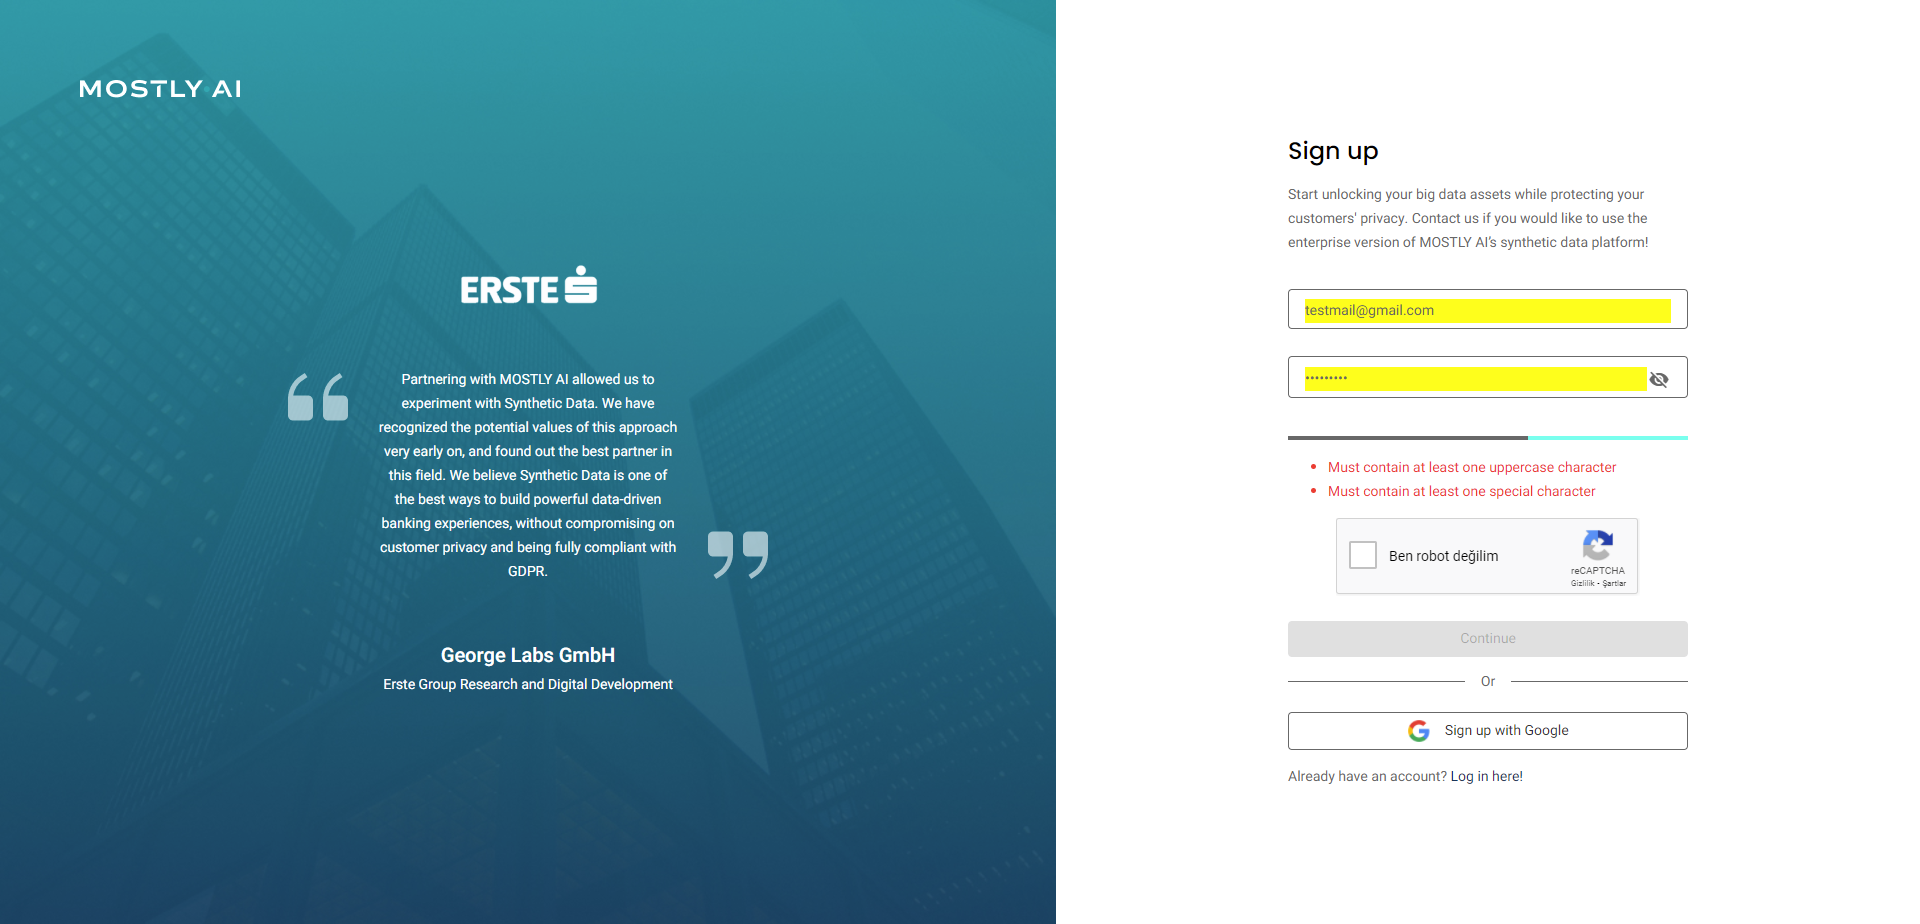 MOSTLY AI
ERSTE
Partnering with MOSTLY AI allowed us to
experiment with Synthetic Data. We have
recognized the potential values of this approach
very early on, and found out the best partner in
this field. We believe Synthetic Data is one of
the best ways to build powerful data-driven
banking experiences, without compromising on
customer privacy and being fully compliant with
GDPR.
George Labs GmbH
Erste Group Research and Digital Development
Sign up
Start unlocking your big data assets while protecting your
customers' privacy. Contact us if you would like to use the
enterprise version of MOSTLY AI's synthetic data platform!
testmail@gmail.com
•••••••••
Must contain at least one uppercase character
Must contain at least one special character
Ben robot değilim
reCAPTCHA
Gizlilik - Şartlar
Continue
Or
Sign up with Google
Already have an account? Log in here!